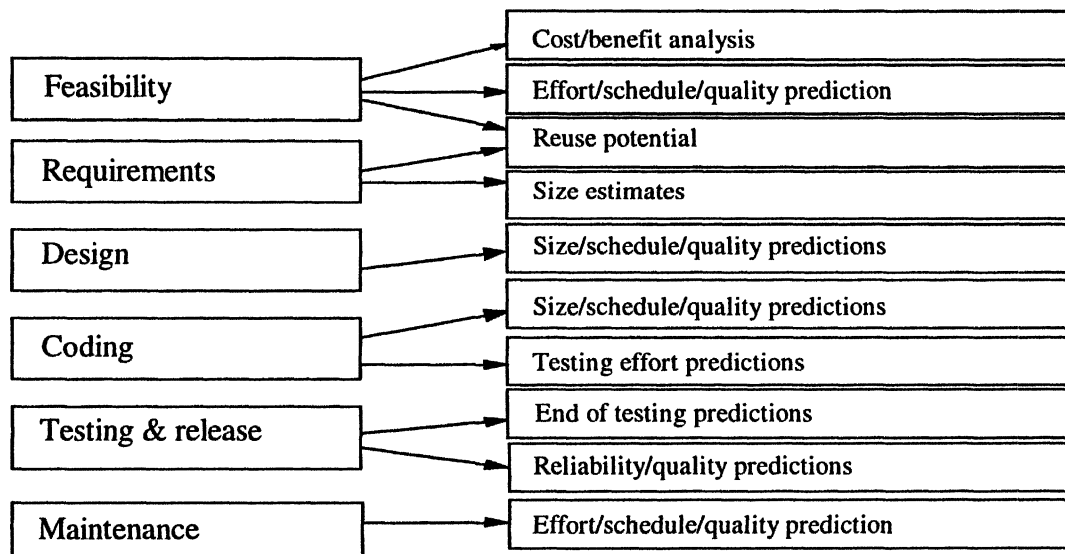 Feasibility
Requirements
Design
Coding
Testing & release
Maintenance
Cost/benefit analysis
Effort/schedule/quality prediction
Reuse potential
Size estimates
Size/schedule/quality predictions
Size/schedule/quality predictions
Testing effort predictions
End of testing predictions
Reliability/quality predictions
Effort/schedule/quality prediction